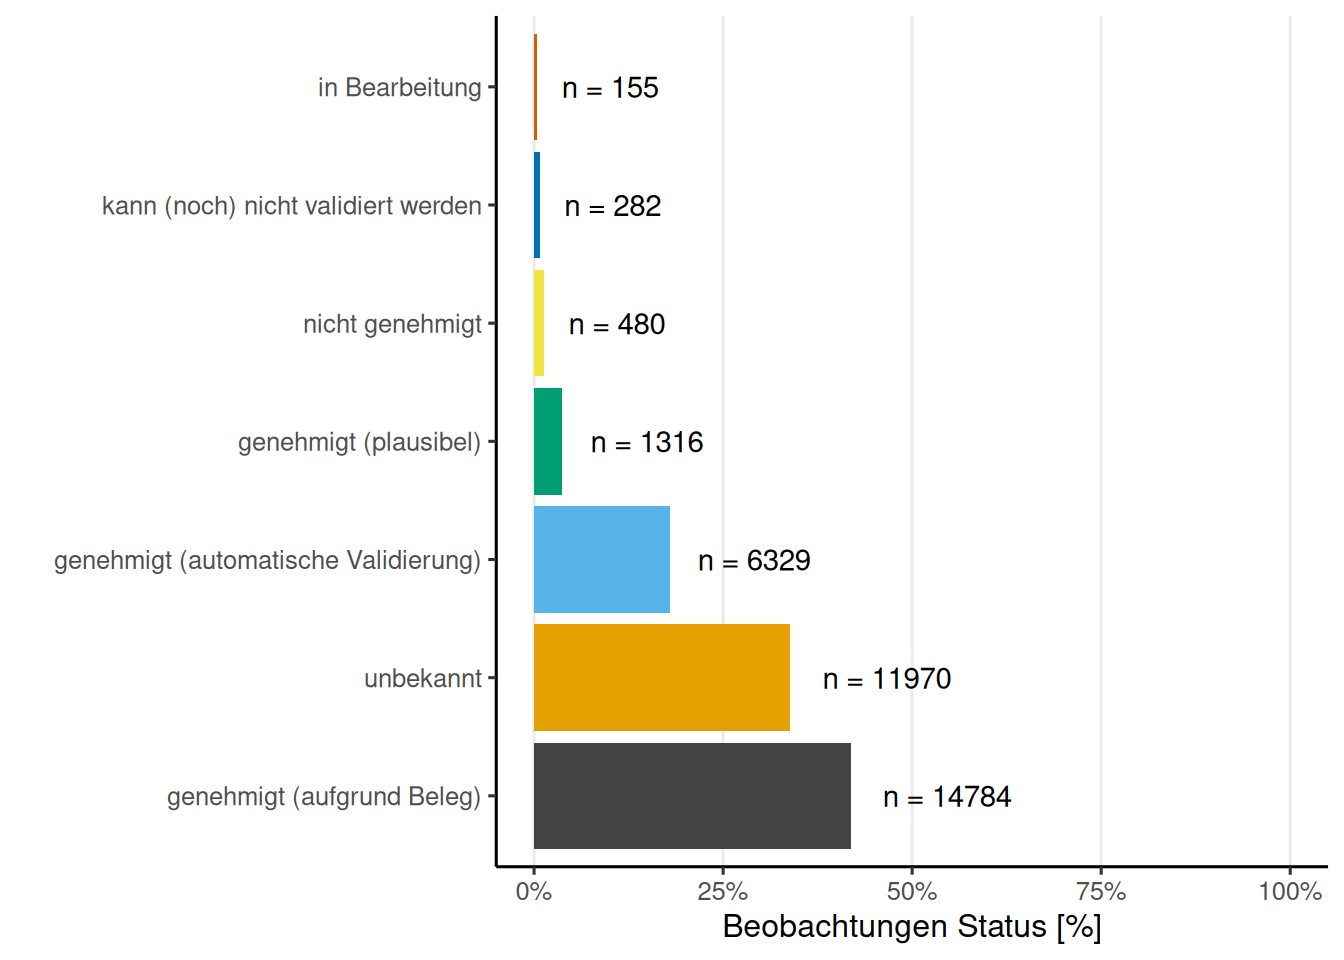 in Bearbeitung
n = 155
kann (noch) nicht validiert werden
n = 282
nicht genehmigt
n = 480
genehmigt (plausibel)
n = 1316
genehmigt (automatische Validierung)
n = 6329
unbekannt
n = 11970
genehmigt (aufgrund Beleg)
n = 14784
0% 25% 50% 75% 100%
Beobachtungen Status [%]